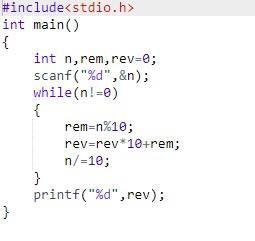 #include<stdio.h>
int main()
{
    int n,rem,rev=0;
    scanf("%d",&n);
    while(n!=0)
    {
        rem=n%10;
        rev=rev*10+rem;
        n/=10;
    }
    printf("%d",rev);
}